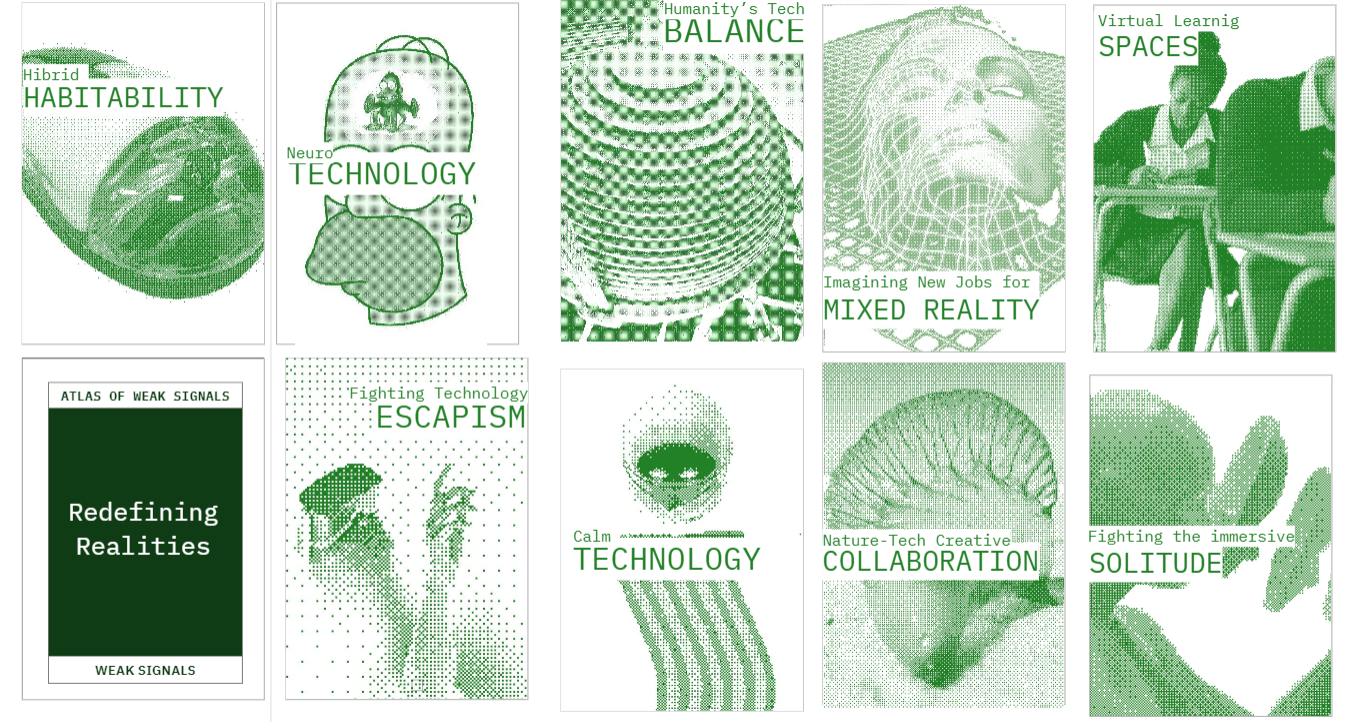 Hibrid
HABITABILITY
Neuro
TECHNOLOGY
Humanity's Tech
BALANCE
Imagining New Jobs for
MIXED REALITY
Virtual Learnig
SPACES
ATLAS OF WEAK SIGNALS
Redefining
Realities
WEAK SIGNALS
Fighting Technology
ESCAPISM
Calm
TECHNOLOGY
Nature-Tech Creative
COLLABORATION
Fighting the immersive
SOLITUDE